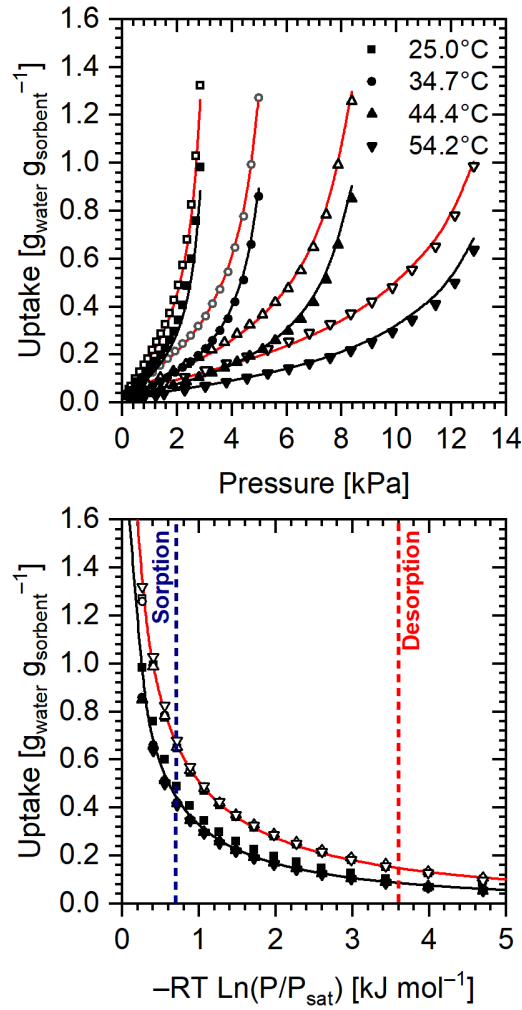 Uptake [g_water g_sorbent^−1]
1.6
1.4
1.2
1.0
0.8
0.6
0.4
0.2
0.0
25.0°C
34.7°C
44.4°C
54.2°C
0 2 4 6 8 10 12 14
Pressure [kPa]
Uptake [g_water g_sorbent^−1]
1.6
1.4
1.2
1.0
0.8
0.6
0.4
0.2
0.0
Sorption
Desorption
0 1 2 3 4 5
–RT Ln(P/P_sat) [kJ mol^−1]